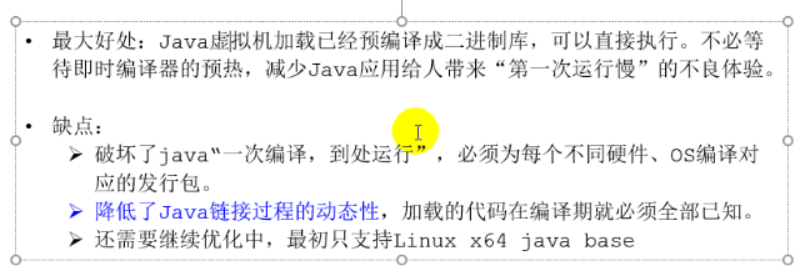 • 最大好处：Java虚拟机加载已经预编译成二进制库，可以直接执行。不必等
待即时编译器的预热，减少Java应用给人带来“第一次运行慢”的不良体验。
• 缺点：
➢ 破坏了java“一次编译，到处运行”，必须为每个不同硬件、OS编译对
应的发行包。
➢ 降低了Java链接过程的动态性，加载的代码在编译期就必须全部已知。
➢ 还需要继续优化中，最初只支持Linux x64 java base